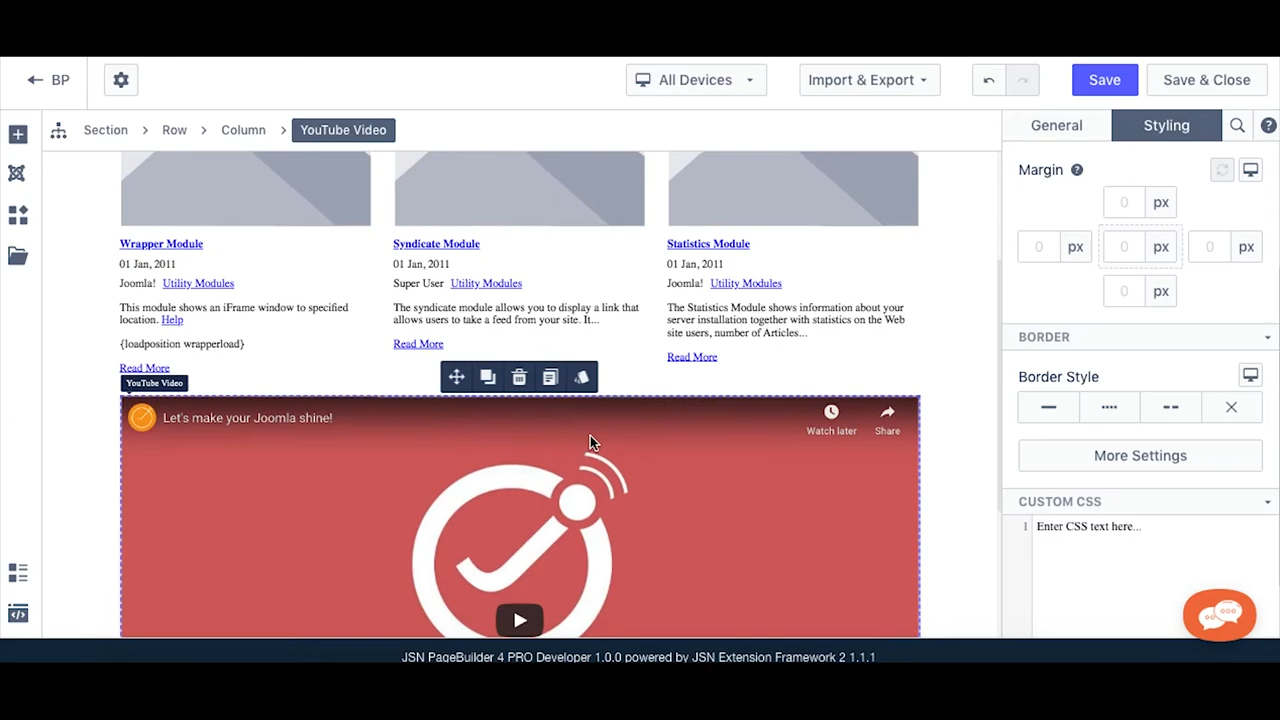 BP
All Devices
Import & Export
Save
Save & Close
Section
Row
Column
YouTube Video
General
Styling
Margin
0 px
0 px
0 px
0 px
0 px
BORDER
Border Style
More Settings
CUSTOM CSS
1 Enter CSS text here...
Wrapper Module
01 Jan, 2011
Joomla! Utility Modules
This module shows an iFrame window to specified
location. Help
{loadposition wrapperload}
Read More
Syndicate Module
01 Jan, 2011
Super User Utility Modules
The syndicate module allows you to display a link that
allows users to take a feed from your site. It...
Read More
Statistics Module
01 Jan, 2011
Joomla! Utility Modules
The Statistics Module shows information about your
server installation together with statistics on the Web
site users, number of Articles...
Read More
YouTube Video
Let's make your Joomla shine!
Watch later
Share
JSN PageBuilder 4 PRO Developer 1.0.0 powered by JSN Extension Framework 2 1.1.1